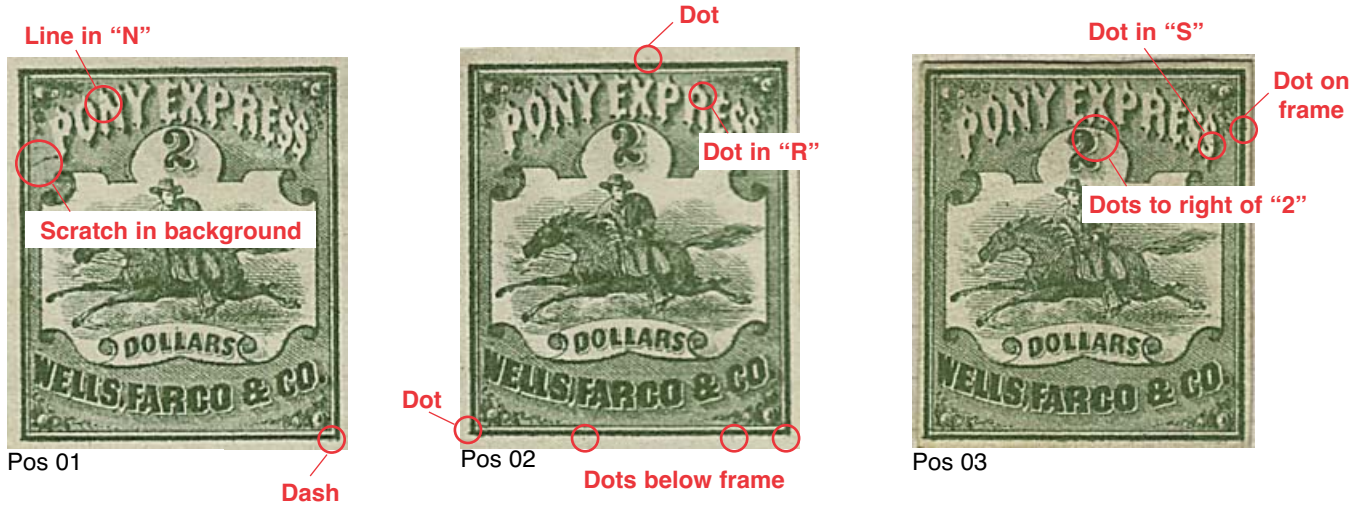 Line in “N”
PONY EXPRESS
2
Scratch in background
DOLLARS
WELLS, FARGO & CO.
Pos 01
Dash
Dot
PONY EXPRESS
Dot in “R”
2
DOLLARS
WELLS, FARGO & CO.
Dot
Pos 02
Dots below frame
Dot in “S”
Dot on
frame
PONY EXPRESS
2
Dots to right of “2”
DOLLARS
WELLS, FARGO & CO.
Pos 03